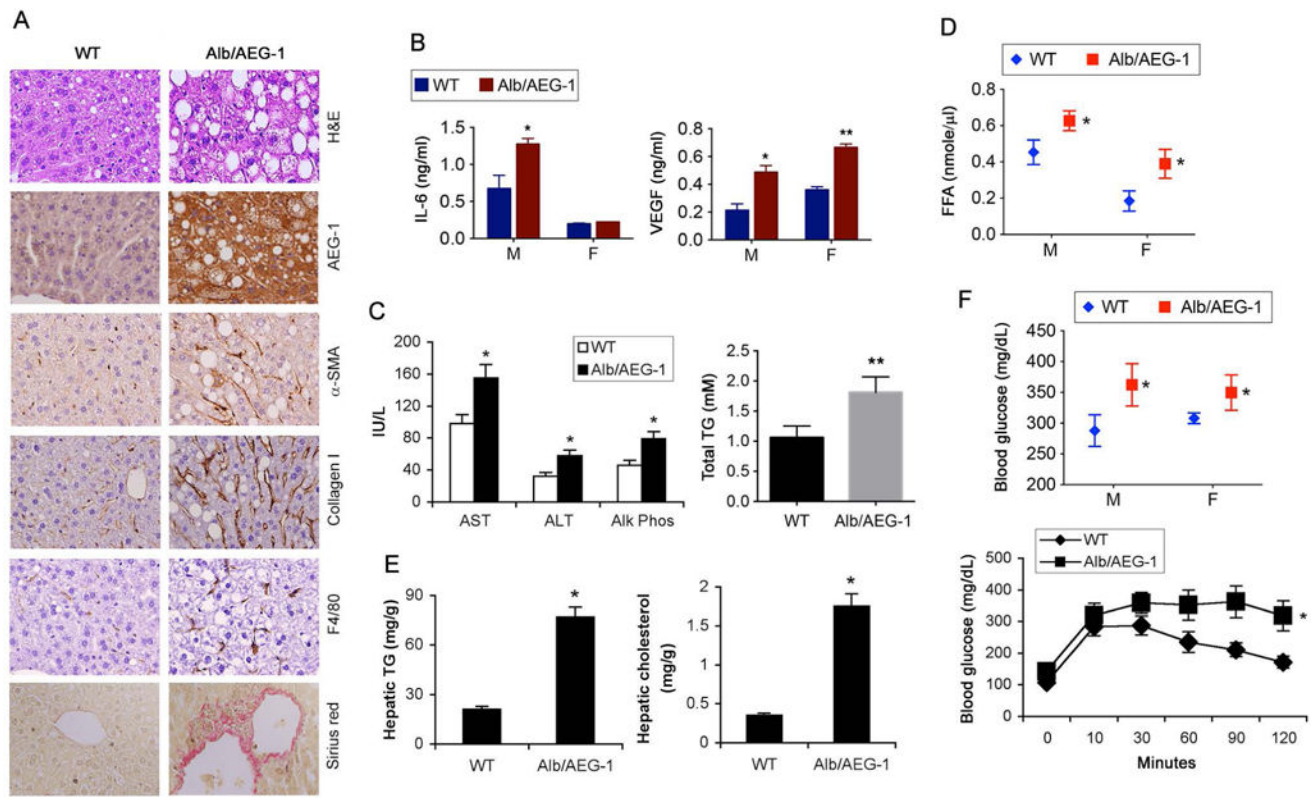 A
WT Alb/AEG-1
H&E
AEG-1
α-SMA
Collagen I
F4/80
Sirius red
B
WT Alb/AEG-1
IL-6 (ng/ml)
1.5
1.0
0.5
0.0
*
M F
VEGF (ng/ml)
0.8
0.6
0.4
0.2
0.0
* **
M F
C
IU/L
200
160
120
80
40
0
WT
Alb/AEG-1
* * *
AST ALT Alk Phos
Total TG (mM)
2.5
2.0
1.5
1.0
0.5
0.0
**
WT Alb/AEG-1
D
WT Alb/AEG-1
FFA (nmole/µl)
0.8
0.6
0.4
0.2
0.0
* *
M F
E
Hepatic TG (mg/g)
90
60
30
0
*
WT Alb/AEG-1
Hepatic cholesterol
(mg/g)
2
1.5
1
0.5
0
*
WT Alb/AEG-1
F
WT Alb/AEG-1
Blood glucose (mg/dL)
450
400
350
300
250
200
* *
M F
WT
Alb/AEG-1
Blood glucose (mg/dL)
500
400
300
200
100
0
*
0 10 30 60 90 120
Minutes